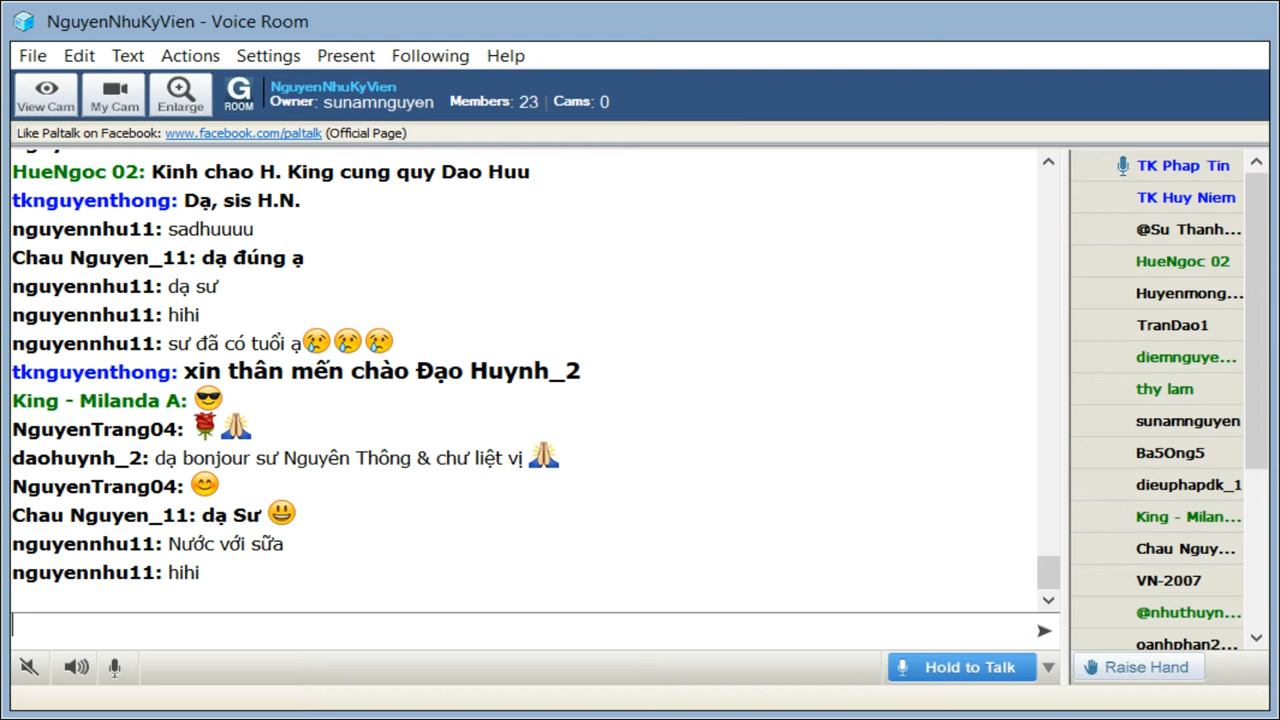 NguyenNhuKyVien - Voice Room
File Edit Text Actions Settings Present Following Help
View Cam
My Cam
Enlarge
G ROOM
NguyenNhuKyVien
Owner: sunamnguyen Members: 23 | Cams: 0
Like Paltalk on Facebook: www.facebook.com/paltalk (Official Page)
HueNgoc 02: Kinh chao H. King cung quy Dao Huu
tknguyenthong: Dạ, sis H.N.
nguyennhu11: sadhuuuu
Chau Nguyen_11: dạ đúng ạ
nguyennhu11: dạ sư
nguyennhu11: hihi
nguyennhu11: sư đã có tuổi ạ😢😢😢
tknguyenthong: xin thân mến chào Đạo Huynh_2
King - Milanda A: 😎
NguyenTrang04: 🌹🙏
daohuynh_2: dạ bonjour sư Nguyên Thông & chư liệt vị 🙏
NguyenTrang04: 😊
Chau Nguyen_11: dạ Sư 😃
nguyennhu11: Nước với sữa
nguyennhu11: hihi
Hold to Talk
TK Phap Tin
TK Huy Niem
@Su Thanh...
HueNgoc 02
Huyenmong...
TranDao1
diemnguye...
thy lam
sunamnguyen
Ba5Ong5
dieuphapdk_1
King - Milan...
Chau Nguy...
VN-2007
@nhuthuyn...
oanhphan2...
Raise Hand